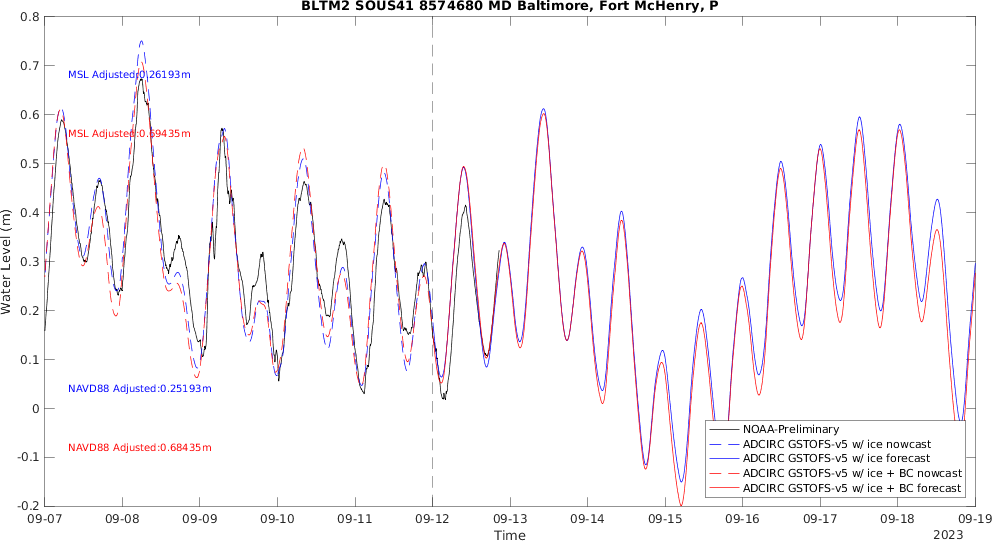 BLTM2 SOUS41 8574680 MD Baltimore, Fort McHenry, P
0.8
0.7
0.6
0.5
0.4
0.3
0.2
0.1
0
-0.1
-0.2
Water Level (m)
MSL Adjusted:0.26193m
MSL Adjusted:0.69435m
NAVD88 Adjusted:0.25193m
NAVD88 Adjusted:0.68435m
NOAA-Preliminary
ADCIRC GSTOFS-v5 w/ ice nowcast
ADCIRC GSTOFS-v5 w/ ice forecast
ADCIRC GSTOFS-v5 w/ ice + BC nowcast
ADCIRC GSTOFS-v5 w/ ice + BC forecast
09-07 09-08 09-09 09-10 09-11 09-12 09-13 09-14 09-15 09-16 09-17 09-18 09-19
Time
2023